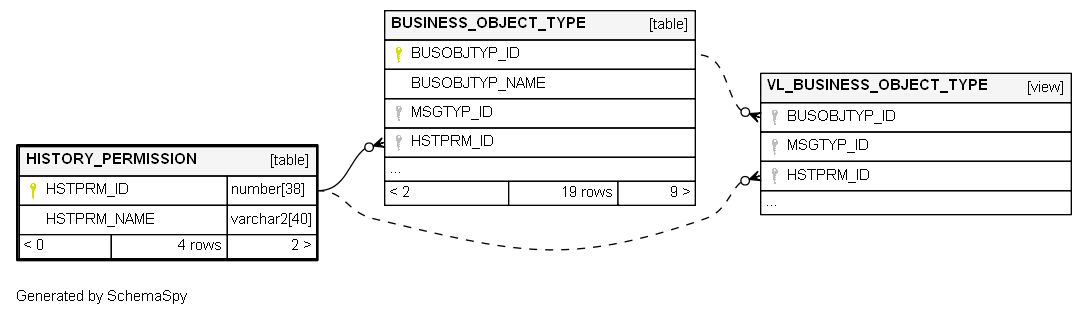 BUSINESS_OBJECT_TYPE [table]
BUSOBJTYP_ID
BUSOBJTYP_NAME
MSGTYP_ID
HSTPRM_ID
...
< 2 19 rows 9 >
VL_BUSINESS_OBJECT_TYPE [view]
BUSOBJTYP_ID
MSGTYP_ID
HSTPRM_ID
...
HISTORY_PERMISSION [table]
HSTPRM_ID number[38]
HSTPRM_NAME varchar2[40]
< 0 4 rows 2 >
Generated by SchemaSpy